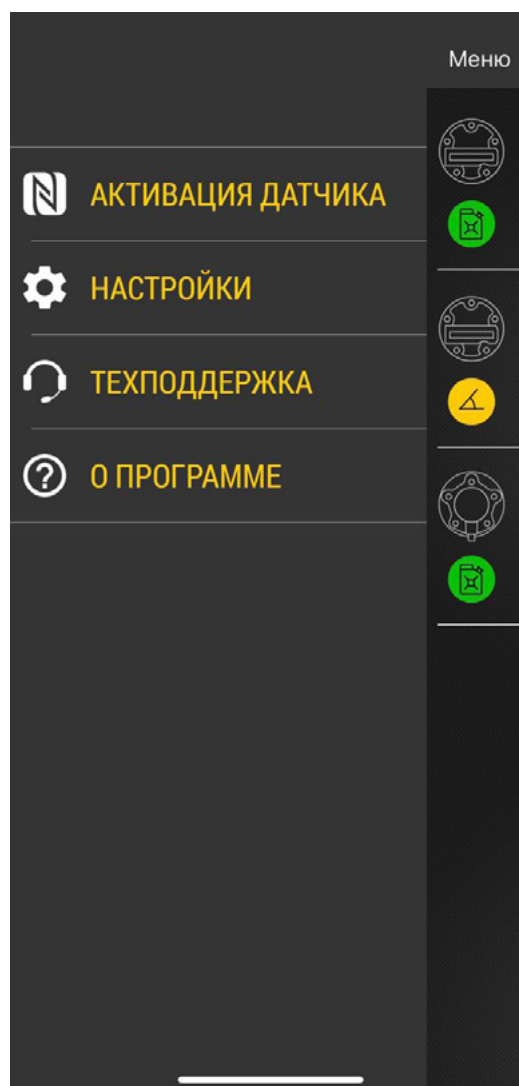 Меню
АКТИВАЦИЯ ДАТЧИКА
НАСТРОЙКИ
ТЕХПОДДЕРЖКА
О ПРОГРАММЕ